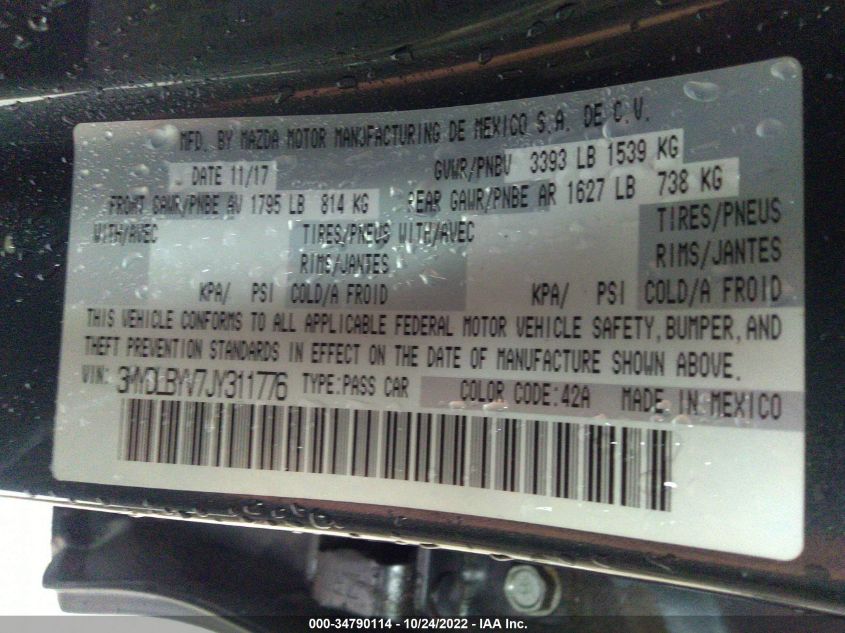 MFD. BY MAZDA MOTOR MANUFACTURING DE MEXICO S.A. DE C.V.
DATE 11/17 GVWR/PNBV 3393 LB 1539 KG
FRONT GAWR/PNBE AV 1795 LB 814 KG REAR GAWR/PNBE AR 1627 LB 738 KG
WITH/AVEC TIRES/PNEUS WITH/AVEC TIRES/PNEUS
RIMS/JANTES RIMS/JANTES
KPA/ PSI COLD/A FROID KPA/ PSI COLD/A FROID
THIS VEHICLE CONFORMS TO ALL APPLICABLE FEDERAL MOTOR VEHICLE SAFETY, BUMPER, AND
THEFT PREVENTION STANDARDS IN EFFECT ON THE DATE OF MANUFACTURE SHOWN ABOVE.
VIN: 3MYDLBYV7JY311776 TYPE:PASS CAR COLOR CODE:42A MADE IN MEXICO
000-34790114 - 10/24/2022 - IAA Inc.